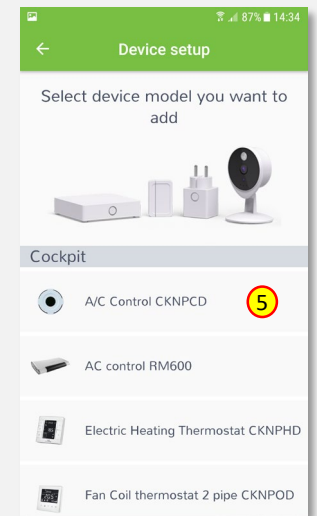 87% 14:34
Device setup
Select device model you want to
add
Cockpit
A/C Control CKNPCD
5
AC control RM600
Electric Heating Thermostat CKNPHD
Fan Coil thermostat 2 pipe CKNPOD